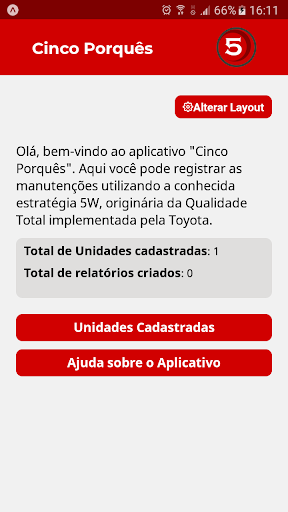 66% 16:11
Cinco Porquês
5
Alterar Layout
Olá, bem-vindo ao aplicativo "Cinco
Porquês". Aqui você pode registrar as
manutenções utilizando a conhecida
estratégia 5W, originária da Qualidade
Total implementada pela Toyota.
Total de Unidades cadastradas: 1
Total de relatórios criados: 0
Unidades Cadastradas
Ajuda sobre o Aplicativo